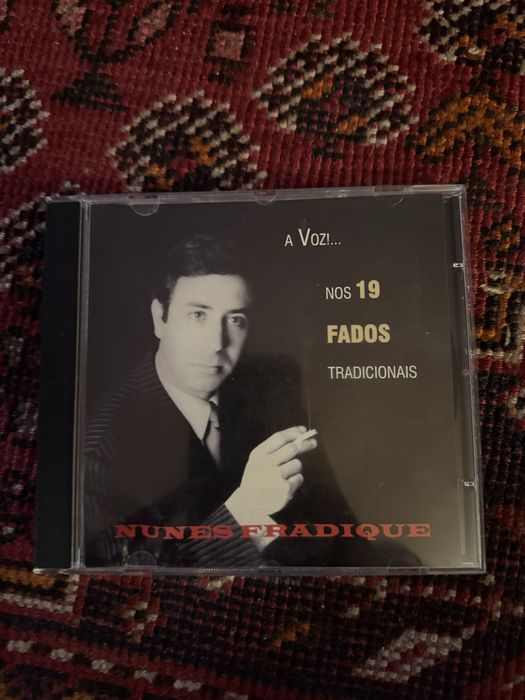 A VOZ!...
NOS 19
FADOS
TRADICIONAIS
NUNES FRADIQUE